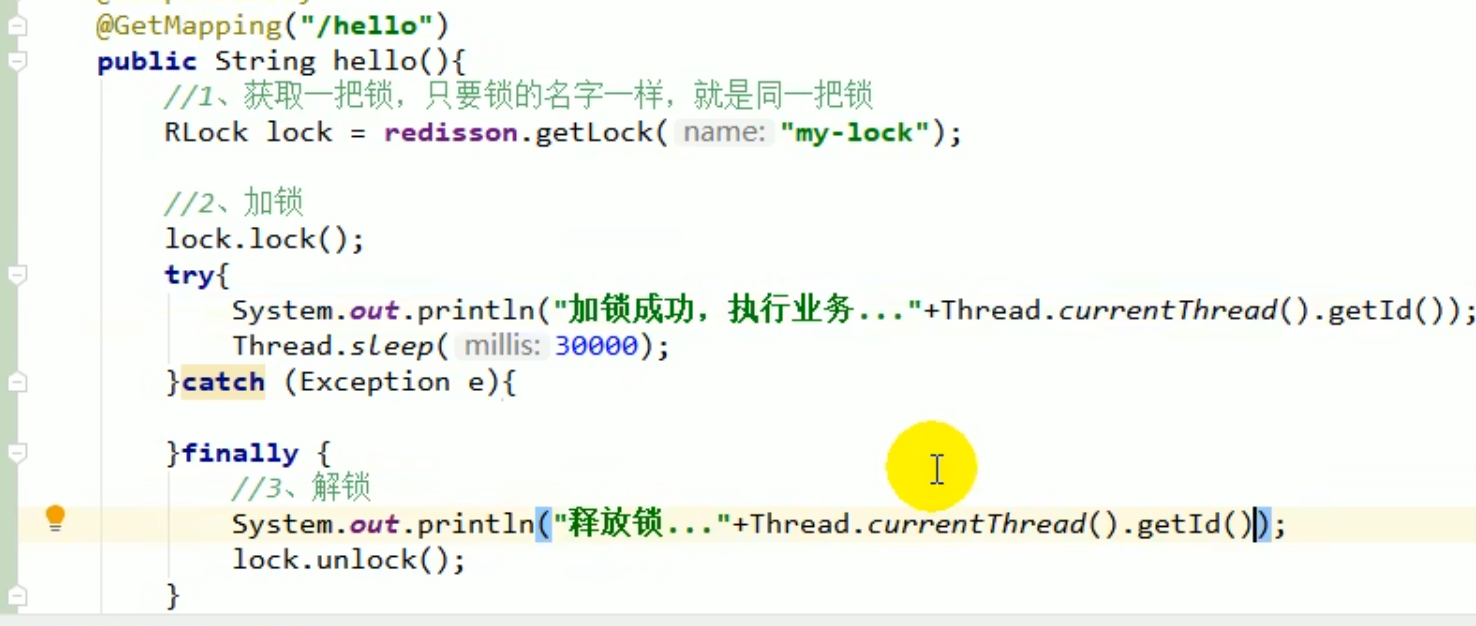 @GetMapping("/hello")
public String hello(){
//1、获取一把锁，只要锁的名字一样，就是同一把锁
RLock lock = redisson.getLock( name: "my-lock");
//2、加锁
lock.lock();
try{
System.out.println("加锁成功，执行业务..."+Thread.currentThread().getId());
Thread.sleep( millis: 30000);
}catch (Exception e){
}finally {
//3、解锁
System.out.println("释放锁..."+Thread.currentThread().getId());
lock.unlock();
}